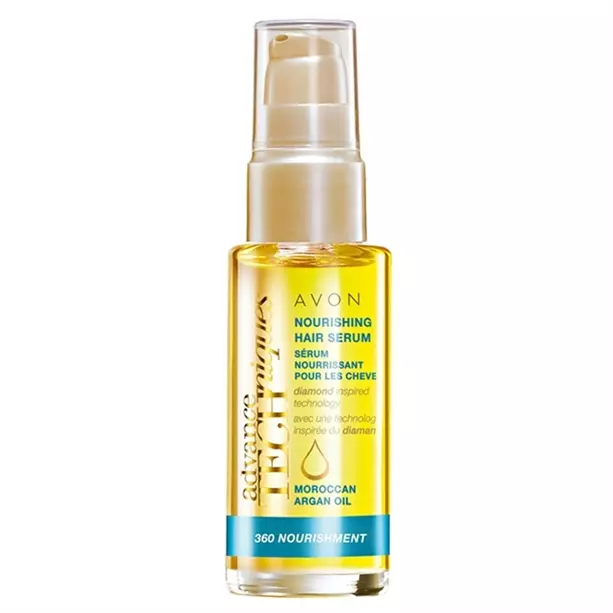 AVON
NOURISHING
HAIR SERUM
SÉRUM
NOURRISSANT
POUR LES CHEVE
diamond inspired
technology
avec une technolog
inspirée du diaman
MOROCCAN
ARGAN OIL
advance
TECHniques
360 NOURISHMENT